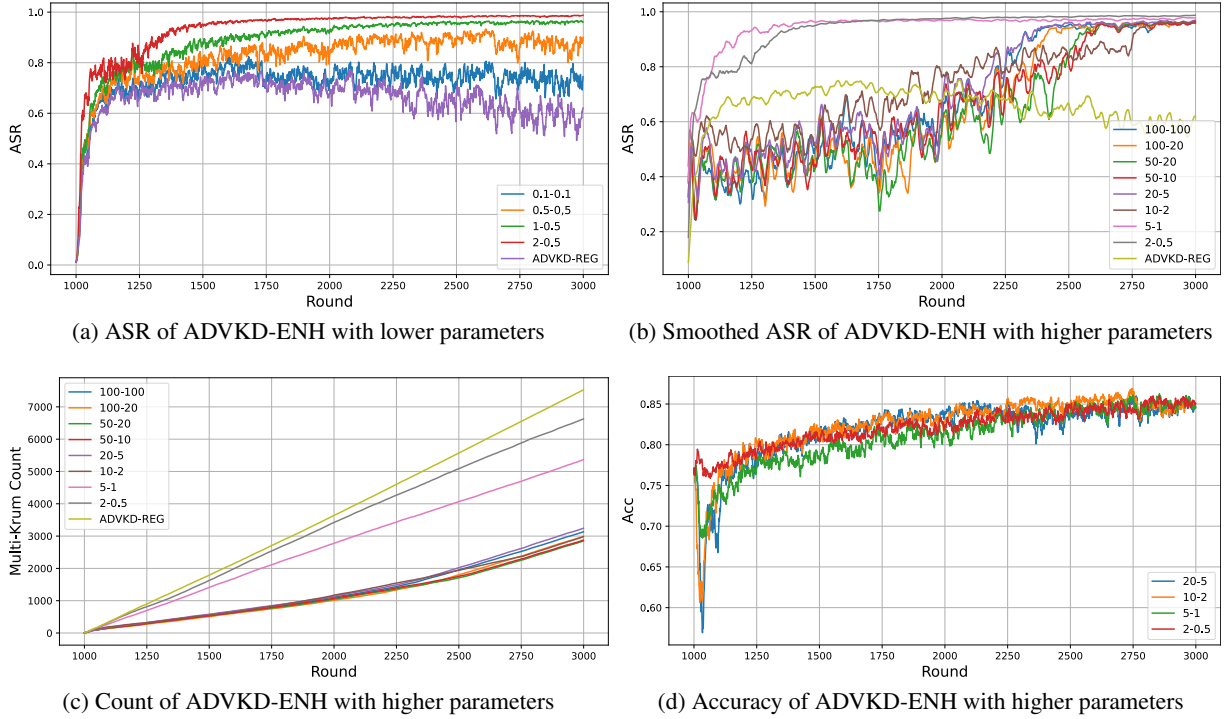 ASR
1.0
0.8
0.6
0.4
0.2
0.0
0.1-0.1
0.5-0,5
1-0.5
2-0.5
ADVKD-REG
1000 1250 1500 1750 2000 2250 2500 2750 3000
Round
(a) ASR of ADVKD-ENH with lower parameters
ASR
1.0
0.8
0.6
0.4
0.2
100-100
100-20
50-20
50-10
20-5
10-2
5-1
2-0.5
ADVKD-REG
1000 1250 1500 1750 2000 2250 2500 2750 3000
Round
(b) Smoothed ASR of ADVKD-ENH with higher parameters
Multi-Krum Count
7000
6000
5000
4000
3000
2000
1000
0
100-100
100-20
50-20
50-10
20-5
10-2
5-1
2-0.5
ADVKD-REG
1000 1250 1500 1750 2000 2250 2500 2750 3000
Round
(c) Count of ADVKD-ENH with higher parameters
Acc
0.85
0.80
0.75
0.70
0.65
0.60
20-5
10-2
5-1
2-0.5
1000 1250 1500 1750 2000 2250 2500 2750 3000
Round
(d) Accuracy of ADVKD-ENH with higher parameters